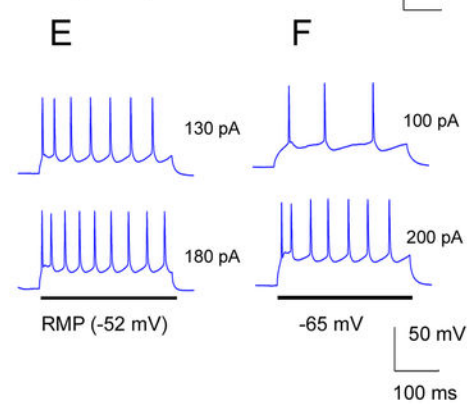 E
F
130 pA
100 pA
180 pA
200 pA
RMP (-52 mV)
-65 mV
50 mV
100 ms